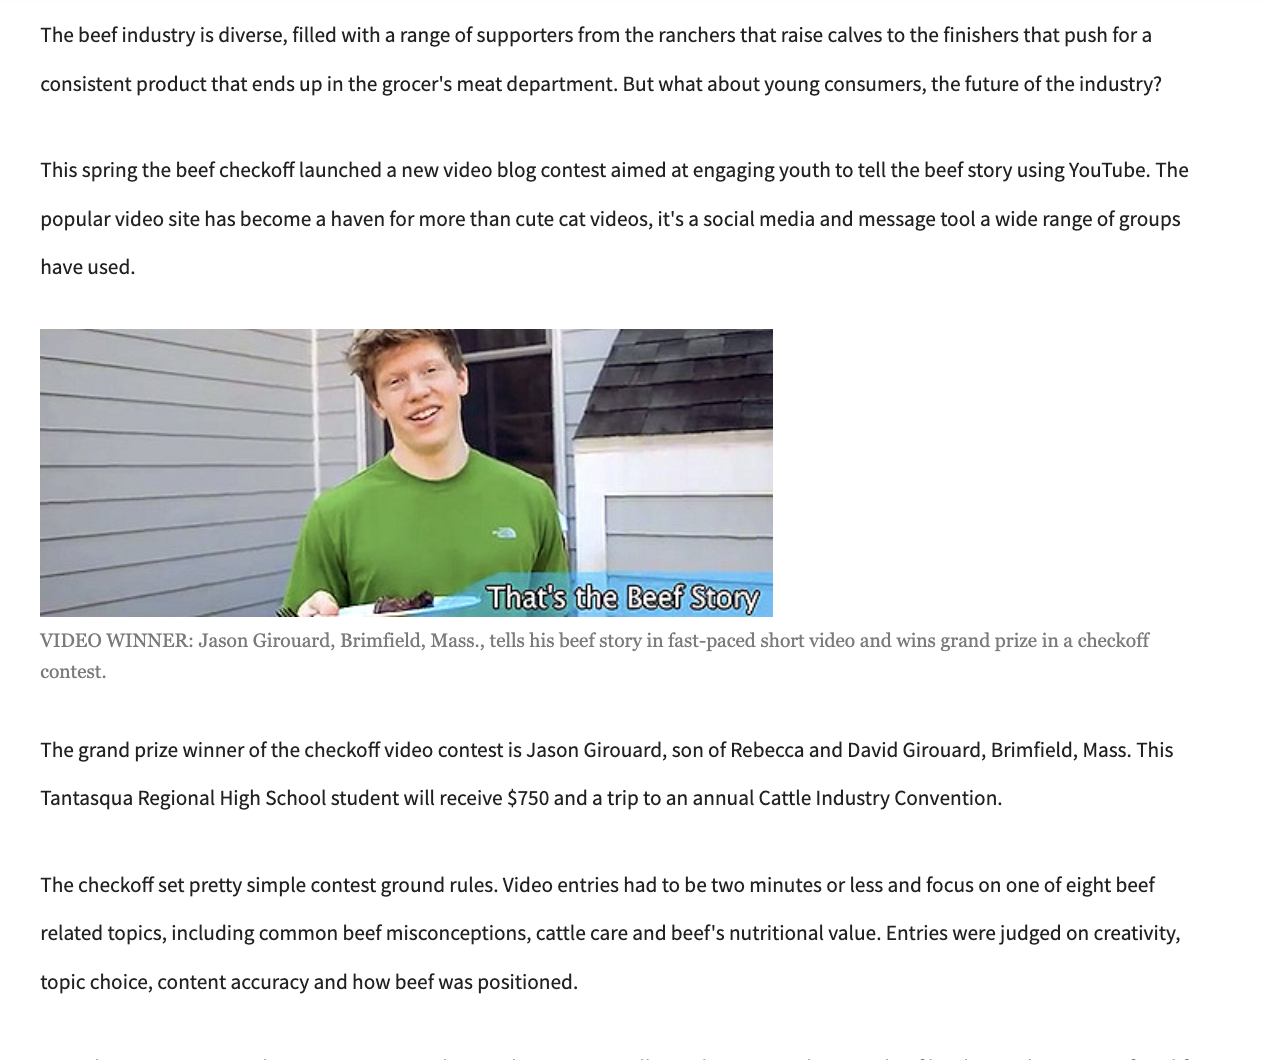 The beef industry is diverse, filled with a range of supporters from the ranchers that raise calves to the finishers that push for a
consistent product that ends up in the grocer's meat department. But what about young consumers, the future of the industry?
This spring the beef checkoff launched a new video blog contest aimed at engaging youth to tell the beef story using YouTube. The
popular video site has become a haven for more than cute cat videos, it's a social media and message tool a wide range of groups
have used.
That's the Beef Story
VIDEO WINNER: Jason Girouard, Brimfield, Mass., tells his beef story in fast-paced short video and wins grand prize in a checkoff
contest.
The grand prize winner of the checkoff video contest is Jason Girouard, son of Rebecca and David Girouard, Brimfield, Mass. This
Tantasqua Regional High School student will receive $750 and a trip to an annual Cattle Industry Convention.
The checkoff set pretty simple contest ground rules. Video entries had to be two minutes or less and focus on one of eight beef
related topics, including common beef misconceptions, cattle care and beef's nutritional value. Entries were judged on creativity,
topic choice, content accuracy and how beef was positioned.